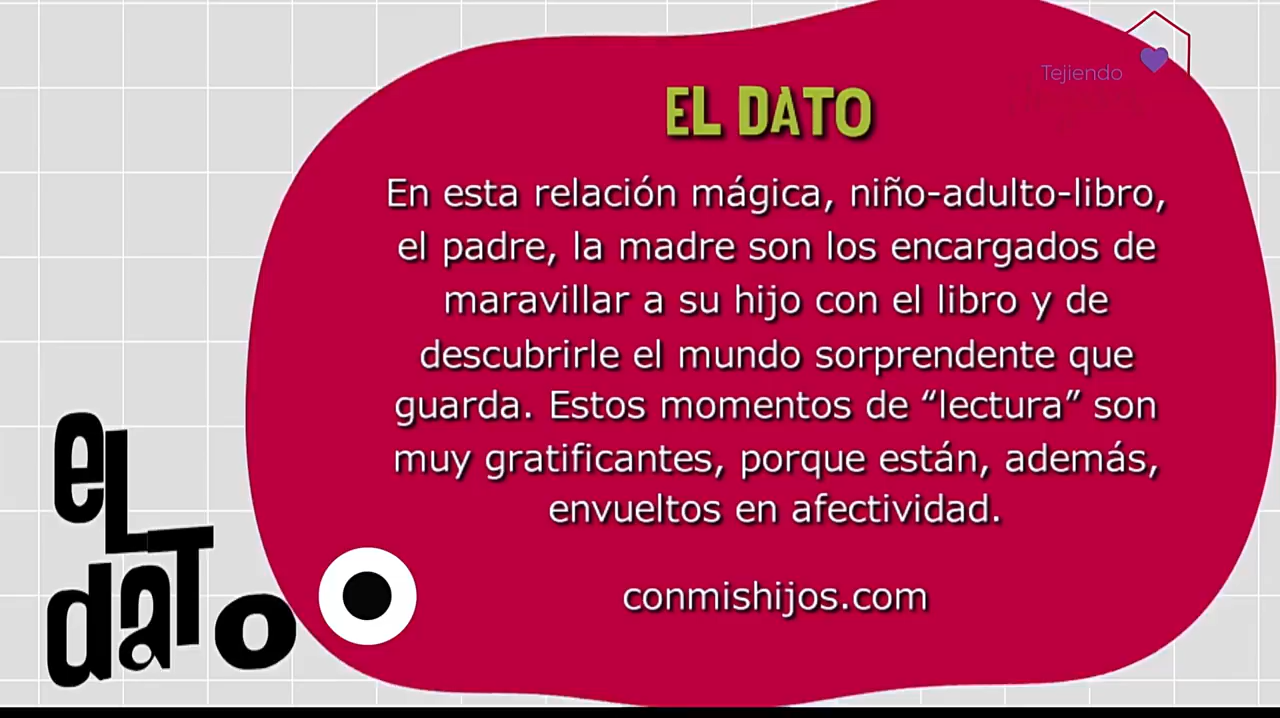 Tejiendo
EL DATO
En esta relación mágica, niño-adulto-libro,
el padre, la madre son los encargados de
maravillar a su hijo con el libro y de
descubrirle el mundo sorprendente que
guarda. Estos momentos de “lectura” son
muy gratificantes, porque están, además,
envueltos en afectividad.
conmishijos.com
eL
daTo